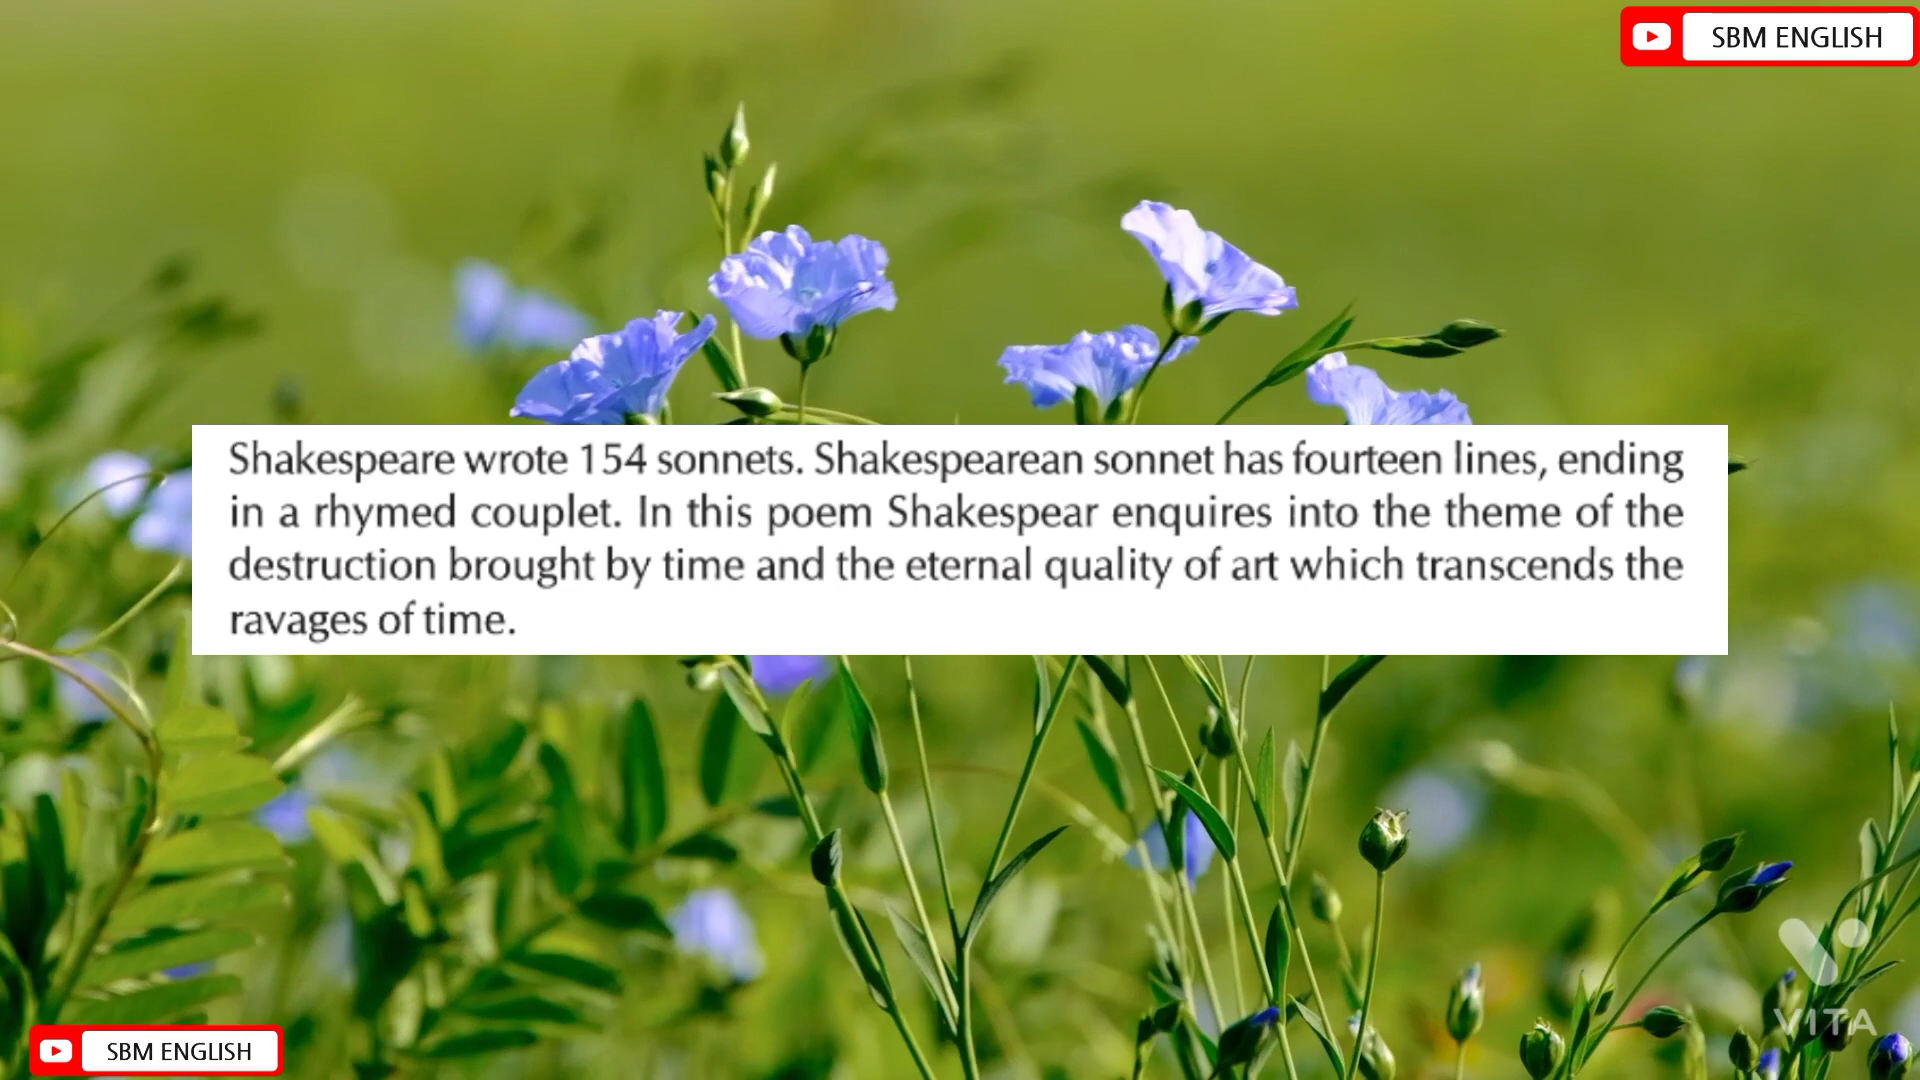 SBM ENGLISH
Shakespeare wrote 154 sonnets. Shakespearean sonnet has fourteen lines, ending
in a rhymed couplet. In this poem Shakespear enquires into the theme of the
destruction brought by time and the eternal quality of art which transcends the
ravages of time.
VITA
SBM ENGLISH